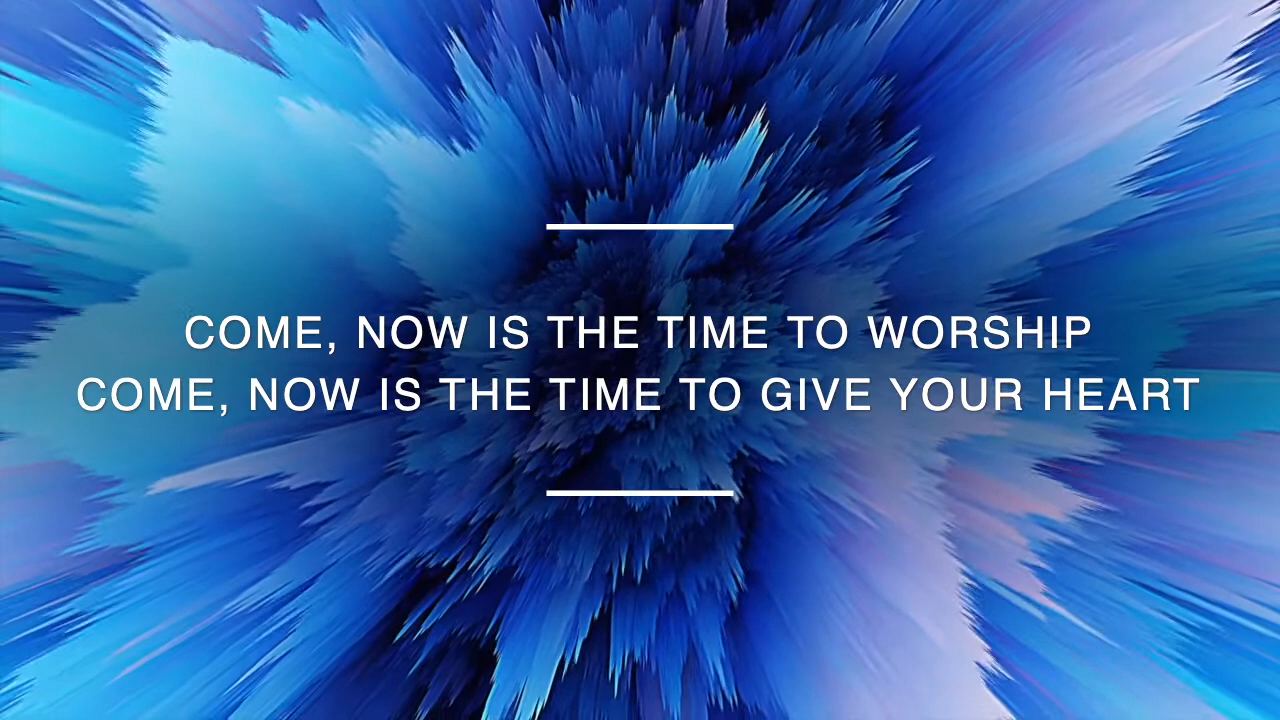 COME, NOW IS THE TIME TO WORSHIP
COME, NOW IS THE TIME TO GIVE YOUR HEART